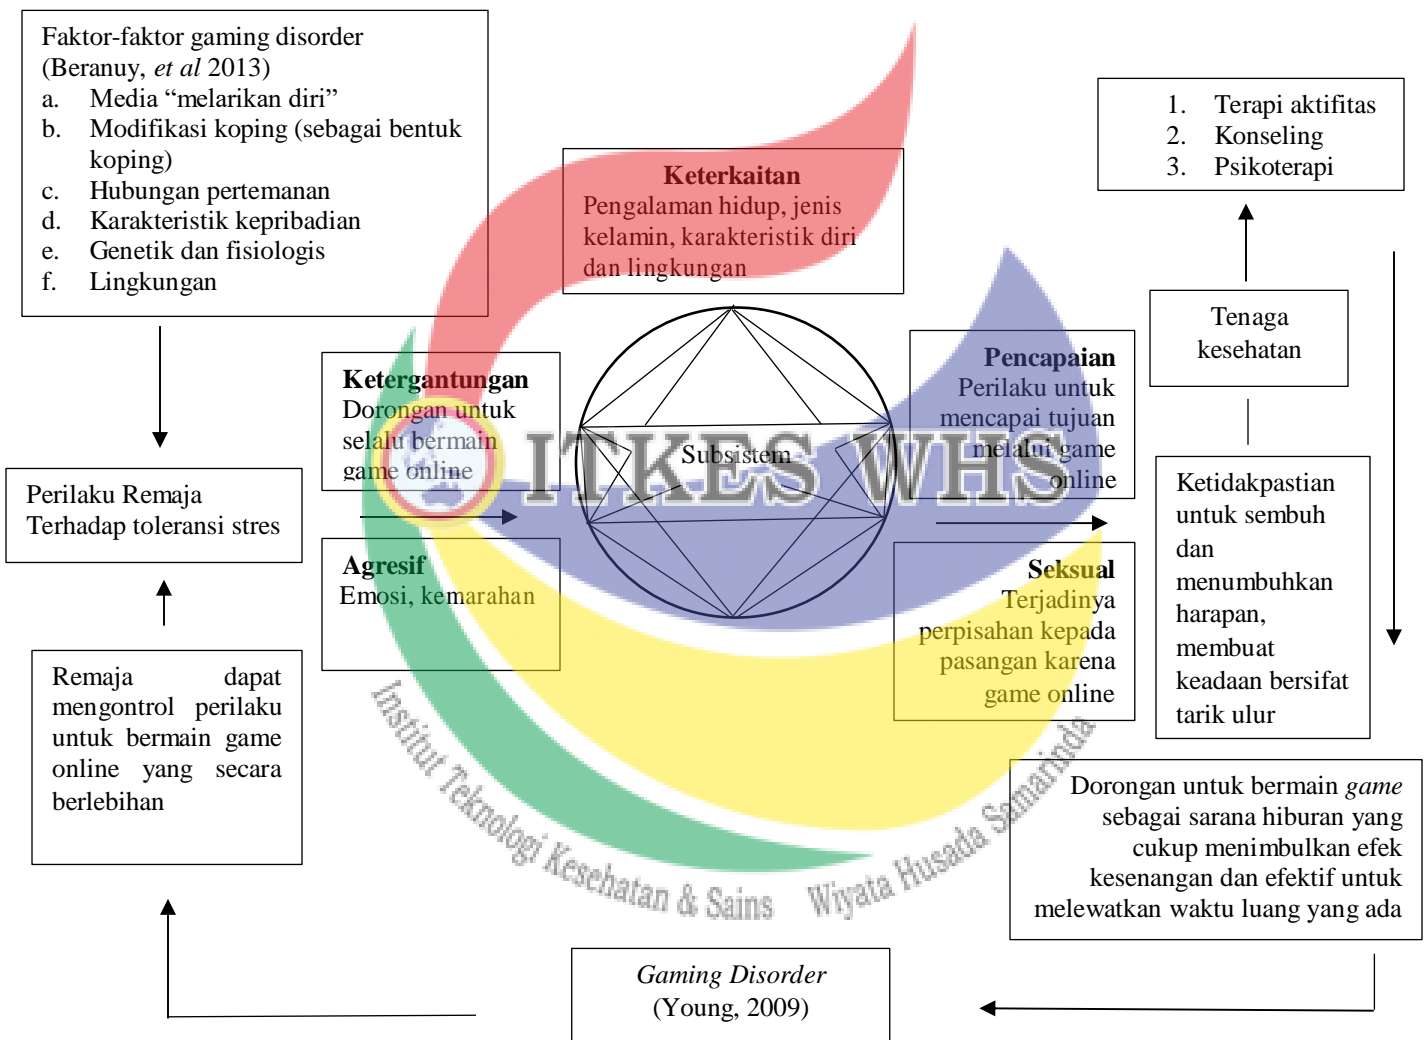 Faktor-faktor gaming disorder
(Beranuy, et al 2013)
a. Media “melarikan diri”
b. Modifikasi koping (sebagai bentuk
koping)
c. Hubungan pertemanan
d. Karakteristik kepribadian
e. Genetik dan fisiologis
f. Lingkungan
1. Terapi aktifitas
2. Konseling
3. Psikoterapi
Keterkaitan
Pengalaman hidup, jenis
kelamin, karakteristik diri
dan lingkungan
Tenaga
kesehatan
Ketergantungan
Dorongan untuk
selalu bermain
game online
Subsistem
Pencapaian
Perilaku untuk
mencapai tujuan
melalui game
online
ITKES WHS
Perilaku Remaja
Terhadap toleransi stres
Agresif
Emosi, kemarahan
Seksual
Terjadinya
perpisahan kepada
pasangan karena
game online
Ketidakpastian
untuk sembuh
dan
menumbuhkan
harapan,
membuat
keadaan bersifat
tarik ulur
Remaja dapat
mengontrol perilaku
untuk bermain game
online yang secara
berlebihan
Institut Teknologi Kesehatan & Sains Wiyata Husada Samarinda
Dorongan untuk bermain game
sebagai sarana hiburan yang
cukup menimbulkan efek
kesenangan dan efektif untuk
melewatkan waktu luang yang ada
Gaming Disorder
(Young, 2009)